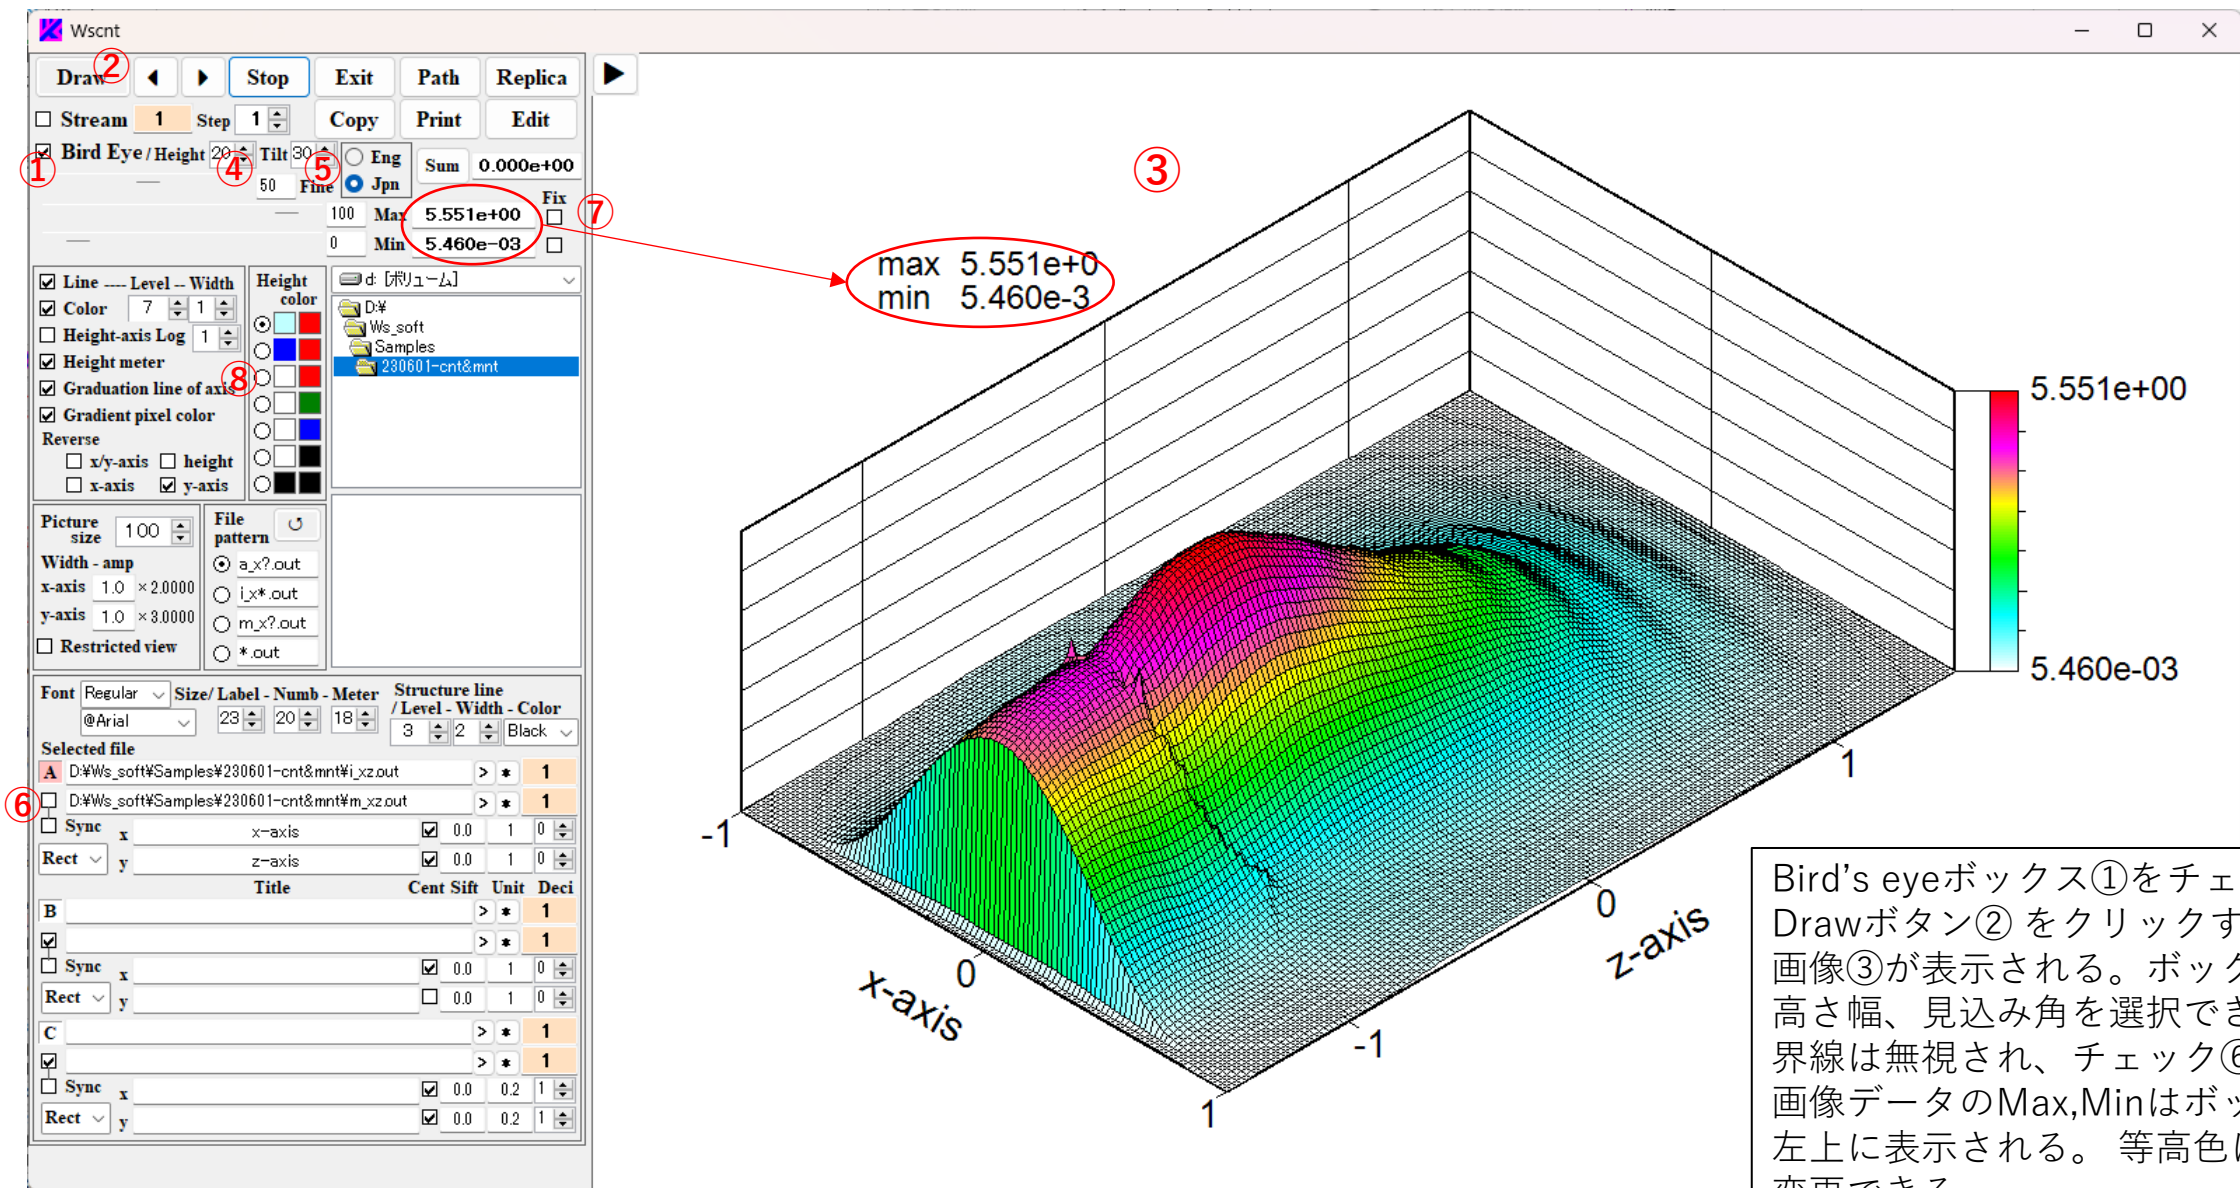 Wscnt
Draw ② Stop Exit Path Replica
Stream 1 Step 1 Copy Print Edit
① Bird Eye / Height 20 ④ Tilt 30 ⑤ Eng Sum 0.000e+00
50 Fine Jpn
100 Max 5.551e+00 Fix ⑦
0 Min 5.460e-03
Line ---- Level -- Width
Color 7 1
Height-axis Log 1
Height meter
Graduation line of axis
Gradient pixel color
Reverse
x/y-axis height
x-axis y-axis
Height
color
⑧
d: [ボリューム]
D:¥
Ws_soft
Samples
230601-cnt&mnt
Picture
size 100
Width - amp
x-axis 1.0 ×2.0000
y-axis 1.0 ×3.0000
Restricted view
File
pattern ↺
a_x?.out
i_x*.out
m_x?.out
*.out
Font Regular Size/ Label - Numb - Meter Structure line
/ Level - Width - Color
@Arial 23 20 18 3 2 Black
Selected file
A D:¥Ws_soft¥Samples¥230601-cnt&mnt¥i_xz.out > * 1
⑥ D:¥Ws_soft¥Samples¥230601-cnt&mnt¥m_xz.out > * 1
Sync x x-axis 0.0 1 0
Rect y z-axis 0.0 1 0
Title Cent Sift Unit Deci
B > * 1
> * 1
Sync x 0.0 1 0
Rect y 0.0 1 0
C > * 1
> * 1
Sync x 0.0 0.2 1
Rect y 0.0 0.2 1
③
max 5.551e+0
min 5.460e-3
5.551e+00
5.460e-03
-1
0
1
x-axis
-1
0
1
z-axis
Bird's eyeボックス①をチェ
Drawボタン② をクリックす
画像③が表示される。ボック
高さ幅、見込み角を選択でき
界線は無視され、チェック⑥
画像データのMax,Minはボッ
左上に表示される。 等高色は
変更できる